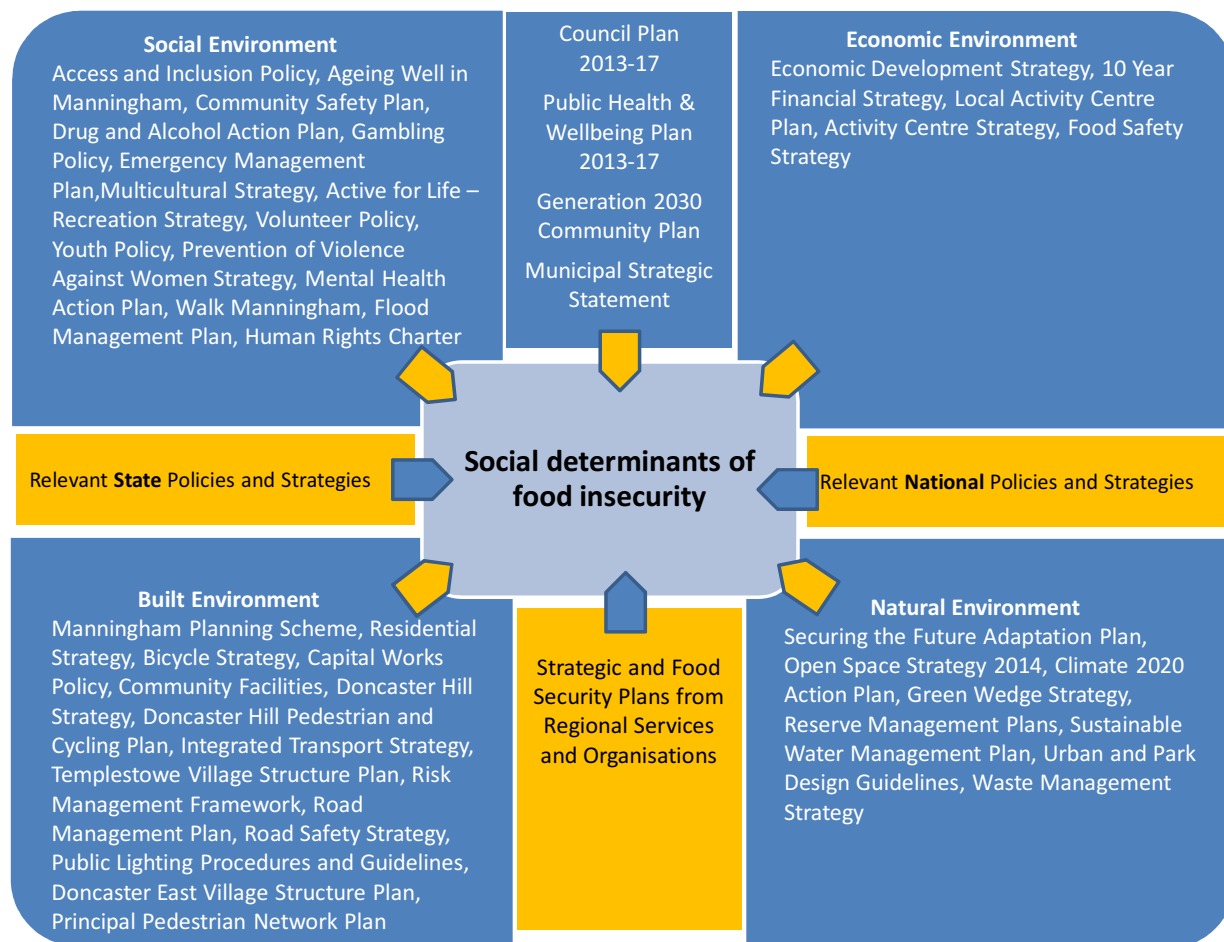 Social Environment
Access and Inclusion Policy, Ageing Well in
Manningham, Community Safety Plan,
Drug and Alcohol Action Plan, Gambling
Policy, Emergency Management
Plan,Multicultural Strategy, Active for Life –
Recreation Strategy, Volunteer Policy,
Youth Policy, Prevention of Violence
Against Women Strategy, Mental Health
Action Plan, Walk Manningham, Flood
Management Plan, Human Rights Charter
Council Plan
2013-17
Public Health &
Wellbeing Plan
2013-17
Generation 2030
Community Plan
Municipal Strategic
Statement
Economic Environment
Economic Development Strategy, 10 Year
Financial Strategy, Local Activity Centre
Plan, Activity Centre Strategy, Food Safety
Strategy
Relevant State Policies and Strategies
Social determinants of
food insecurity
Relevant National Policies and Strategies
Built Environment
Manningham Planning Scheme, Residential
Strategy, Bicycle Strategy, Capital Works
Policy, Community Facilities, Doncaster Hill
Strategy, Doncaster Hill Pedestrian and
Cycling Plan, Integrated Transport Strategy,
Templestowe Village Structure Plan, Risk
Management Framework, Road
Management Plan, Road Safety Strategy,
Public Lighting Procedures and Guidelines,
Doncaster East Village Structure Plan,
Principal Pedestrian Network Plan
Strategic and Food
Security Plans from
Regional Services
and Organisations
Natural Environment
Securing the Future Adaptation Plan,
Open Space Strategy 2014, Climate 2020
Action Plan, Green Wedge Strategy,
Reserve Management Plans, Sustainable
Water Management Plan, Urban and Park
Design Guidelines, Waste Management
Strategy